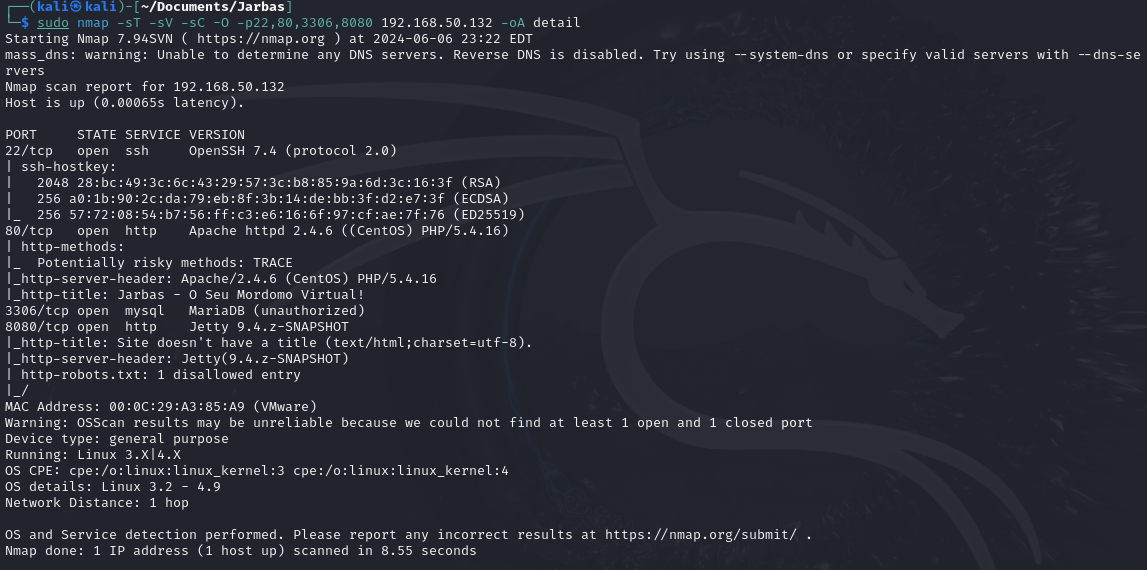 ┌──(kali㉿kali)-[~/Documents/Jarbas]
└─$ sudo nmap -sT -sV -sC -O -p22,80,3306,8080 192.168.50.132 -oA detail
Starting Nmap 7.94SVN ( https://nmap.org ) at 2024-06-06 23:22 EDT
mass_dns: warning: Unable to determine any DNS servers. Reverse DNS is disabled. Try using --system-dns or specify valid servers with --dns-se
rvers
Nmap scan report for 192.168.50.132
Host is up (0.00065s latency).

PORT     STATE SERVICE VERSION
22/tcp   open  ssh     OpenSSH 7.4 (protocol 2.0)
| ssh-hostkey:
|   2048 28:bc:49:3c:6c:43:29:57:3c:b8:85:9a:6d:3c:16:3f (RSA)
|   256 a0:1b:90:2c:da:79:eb:8f:3b:14:de:bb:3f:d2:e7:3f (ECDSA)
|_  256 57:72:08:54:b7:56:ff:c3:e6:16:6f:97:cf:ae:7f:76 (ED25519)
80/tcp   open  http    Apache httpd 2.4.6 ((CentOS) PHP/5.4.16)
| http-methods:
|_  Potentially risky methods: TRACE
|_http-server-header: Apache/2.4.6 (CentOS) PHP/5.4.16
|_http-title: Jarbas - O Seu Mordomo Virtual!
3306/tcp open  mysql   MariaDB (unauthorized)
8080/tcp open  http    Jetty 9.4.z-SNAPSHOT
|_http-title: Site doesn't have a title (text/html;charset=utf-8).
|_http-server-header: Jetty(9.4.z-SNAPSHOT)
| http-robots.txt: 1 disallowed entry
|_/
MAC Address: 00:0C:29:A3:85:A9 (VMware)
Warning: OSScan results may be unreliable because we could not find at least 1 open and 1 closed port
Device type: general purpose
Running: Linux 3.X|4.X
OS CPE: cpe:/o:linux:linux_kernel:3 cpe:/o:linux:linux_kernel:4
OS details: Linux 3.2 - 4.9
Network Distance: 1 hop

OS and Service detection performed. Please report any incorrect results at https://nmap.org/submit/ .
Nmap done: 1 IP address (1 host up) scanned in 8.55 seconds